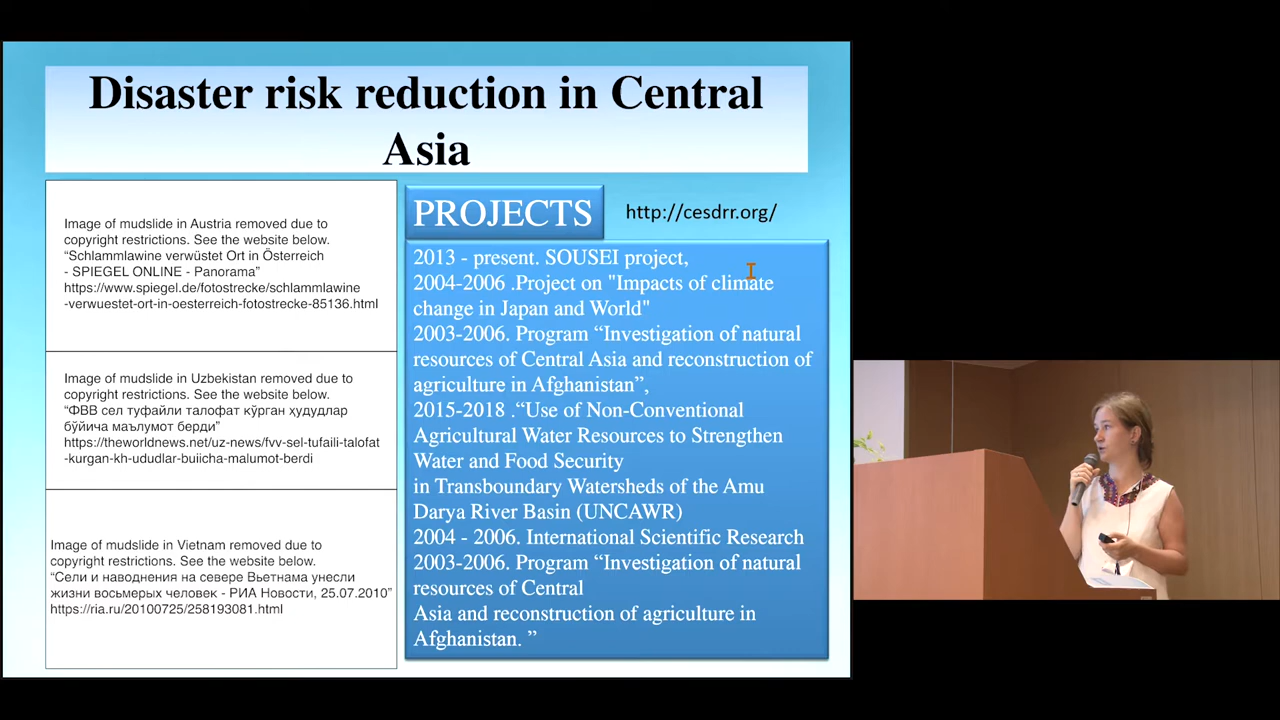 Disaster risk reduction in Central
Asia
Image of mudslide in Austria removed due to
copyright restrictions. See the website below.
“Schlammlawine verwüstet Ort in Österreich
- SPIEGEL ONLINE - Panorama”
https://www.spiegel.de/fotostrecke/schlammlawine
-verwuestet-ort-in-oesterreich-fotostrecke-85136.html
Image of mudslide in Uzbekistan removed due to
copyright restrictions. See the website below.
“ФВВ сел туфайли талофат кўрган ҳудудлар
бўйича маълумот берди”
https://theworldnews.net/uz-news/fvv-sel-tufaili-talofat
-kurgan-kh-ududlar-buiicha-malumot-berdi
Image of mudslide in Vietnam removed due to
copyright restrictions. See the website below.
“Сели и наводнения на севере Вьетнама унесли
жизни восьмерых человек - РИА Новости, 25.07.2010”
https://ria.ru/20100725/258193081.html
PROJECTS
http://cesdrr.org/
2013 - present. SOUSEI project,
2004-2006 .Project on "Impacts of climate
change in Japan and World"
2003-2006. Program “Investigation of natural
resources of Central Asia and reconstruction of
agriculture in Afghanistan”,
2015-2018 .“Use of Non-Conventional
Agricultural Water Resources to Strengthen
Water and Food Security
in Transboundary Watersheds of the Amu
Darya River Basin (UNCAWR)
2004 - 2006. International Scientific Research
2003-2006. Program “Investigation of natural
resources of Central
Asia and reconstruction of agriculture in
Afghanistan. ”